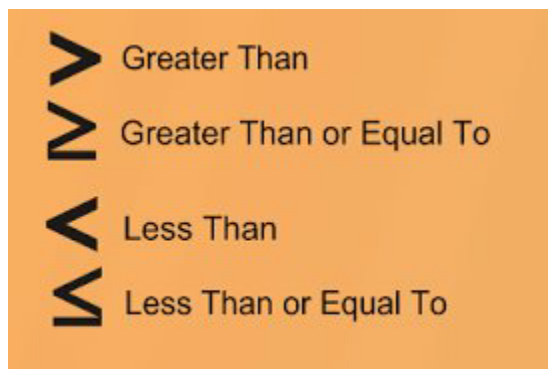 > Greater Than
≥ Greater Than or Equal To
< Less Than
≤ Less Than or Equal To